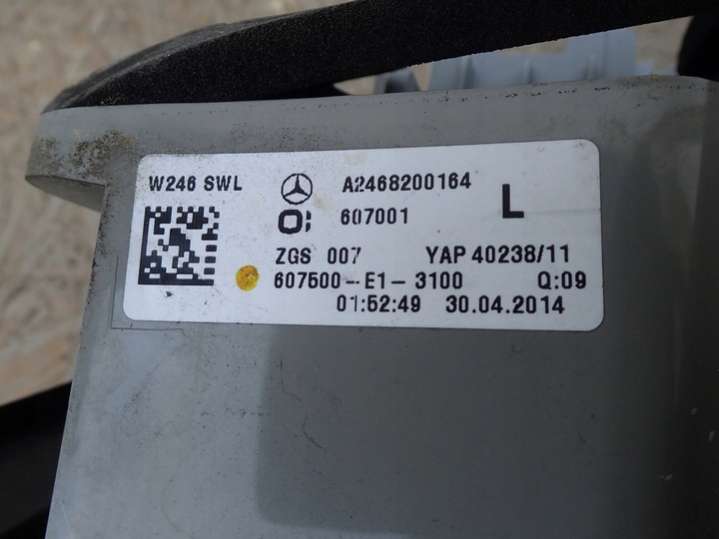 W246 SWL A2468200164 L
607001
ZGS 007 YAP 40238/11
607500-E1-3100 Q:09
01:52:49 30.04.2014